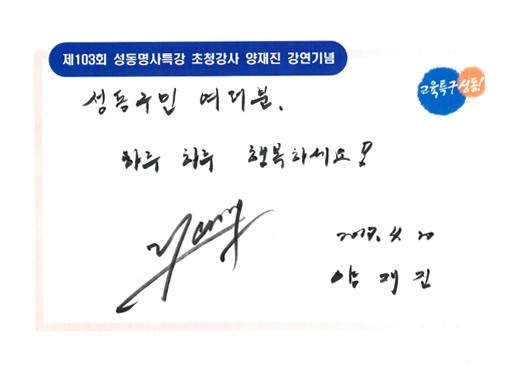 제103회 성동명사특강 초청강사 양재진 강연기념
교육특구 성동!
성동구민 여러분.
하루 하루 행복하세요!
2017. 4. 20
양 재 진